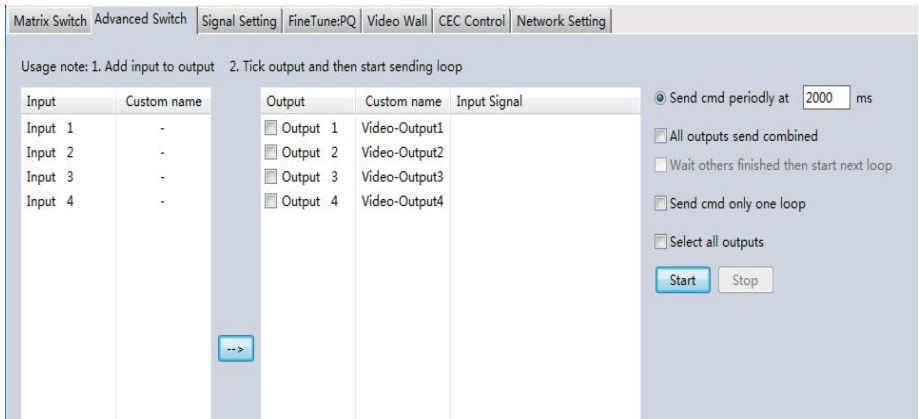 Matrix Switch Advanced Switch Signal Setting FineTune:PQ Video Wall CEC Control Network Setting
Usage note: 1. Add input to output 2. Tick output and then start sending loop
Input Custom name
Input 1 -
Input 2 -
Input 3 -
Input 4 -
-->
Output Custom name Input Signal
Output 1 Video-Output1
Output 2 Video-Output2
Output 3 Video-Output3
Output 4 Video-Output4
Send cmd periodly at 2000 ms
All outputs send combined
Wait others finished then start next loop
Send cmd only one loop
Select all outputs
Start Stop